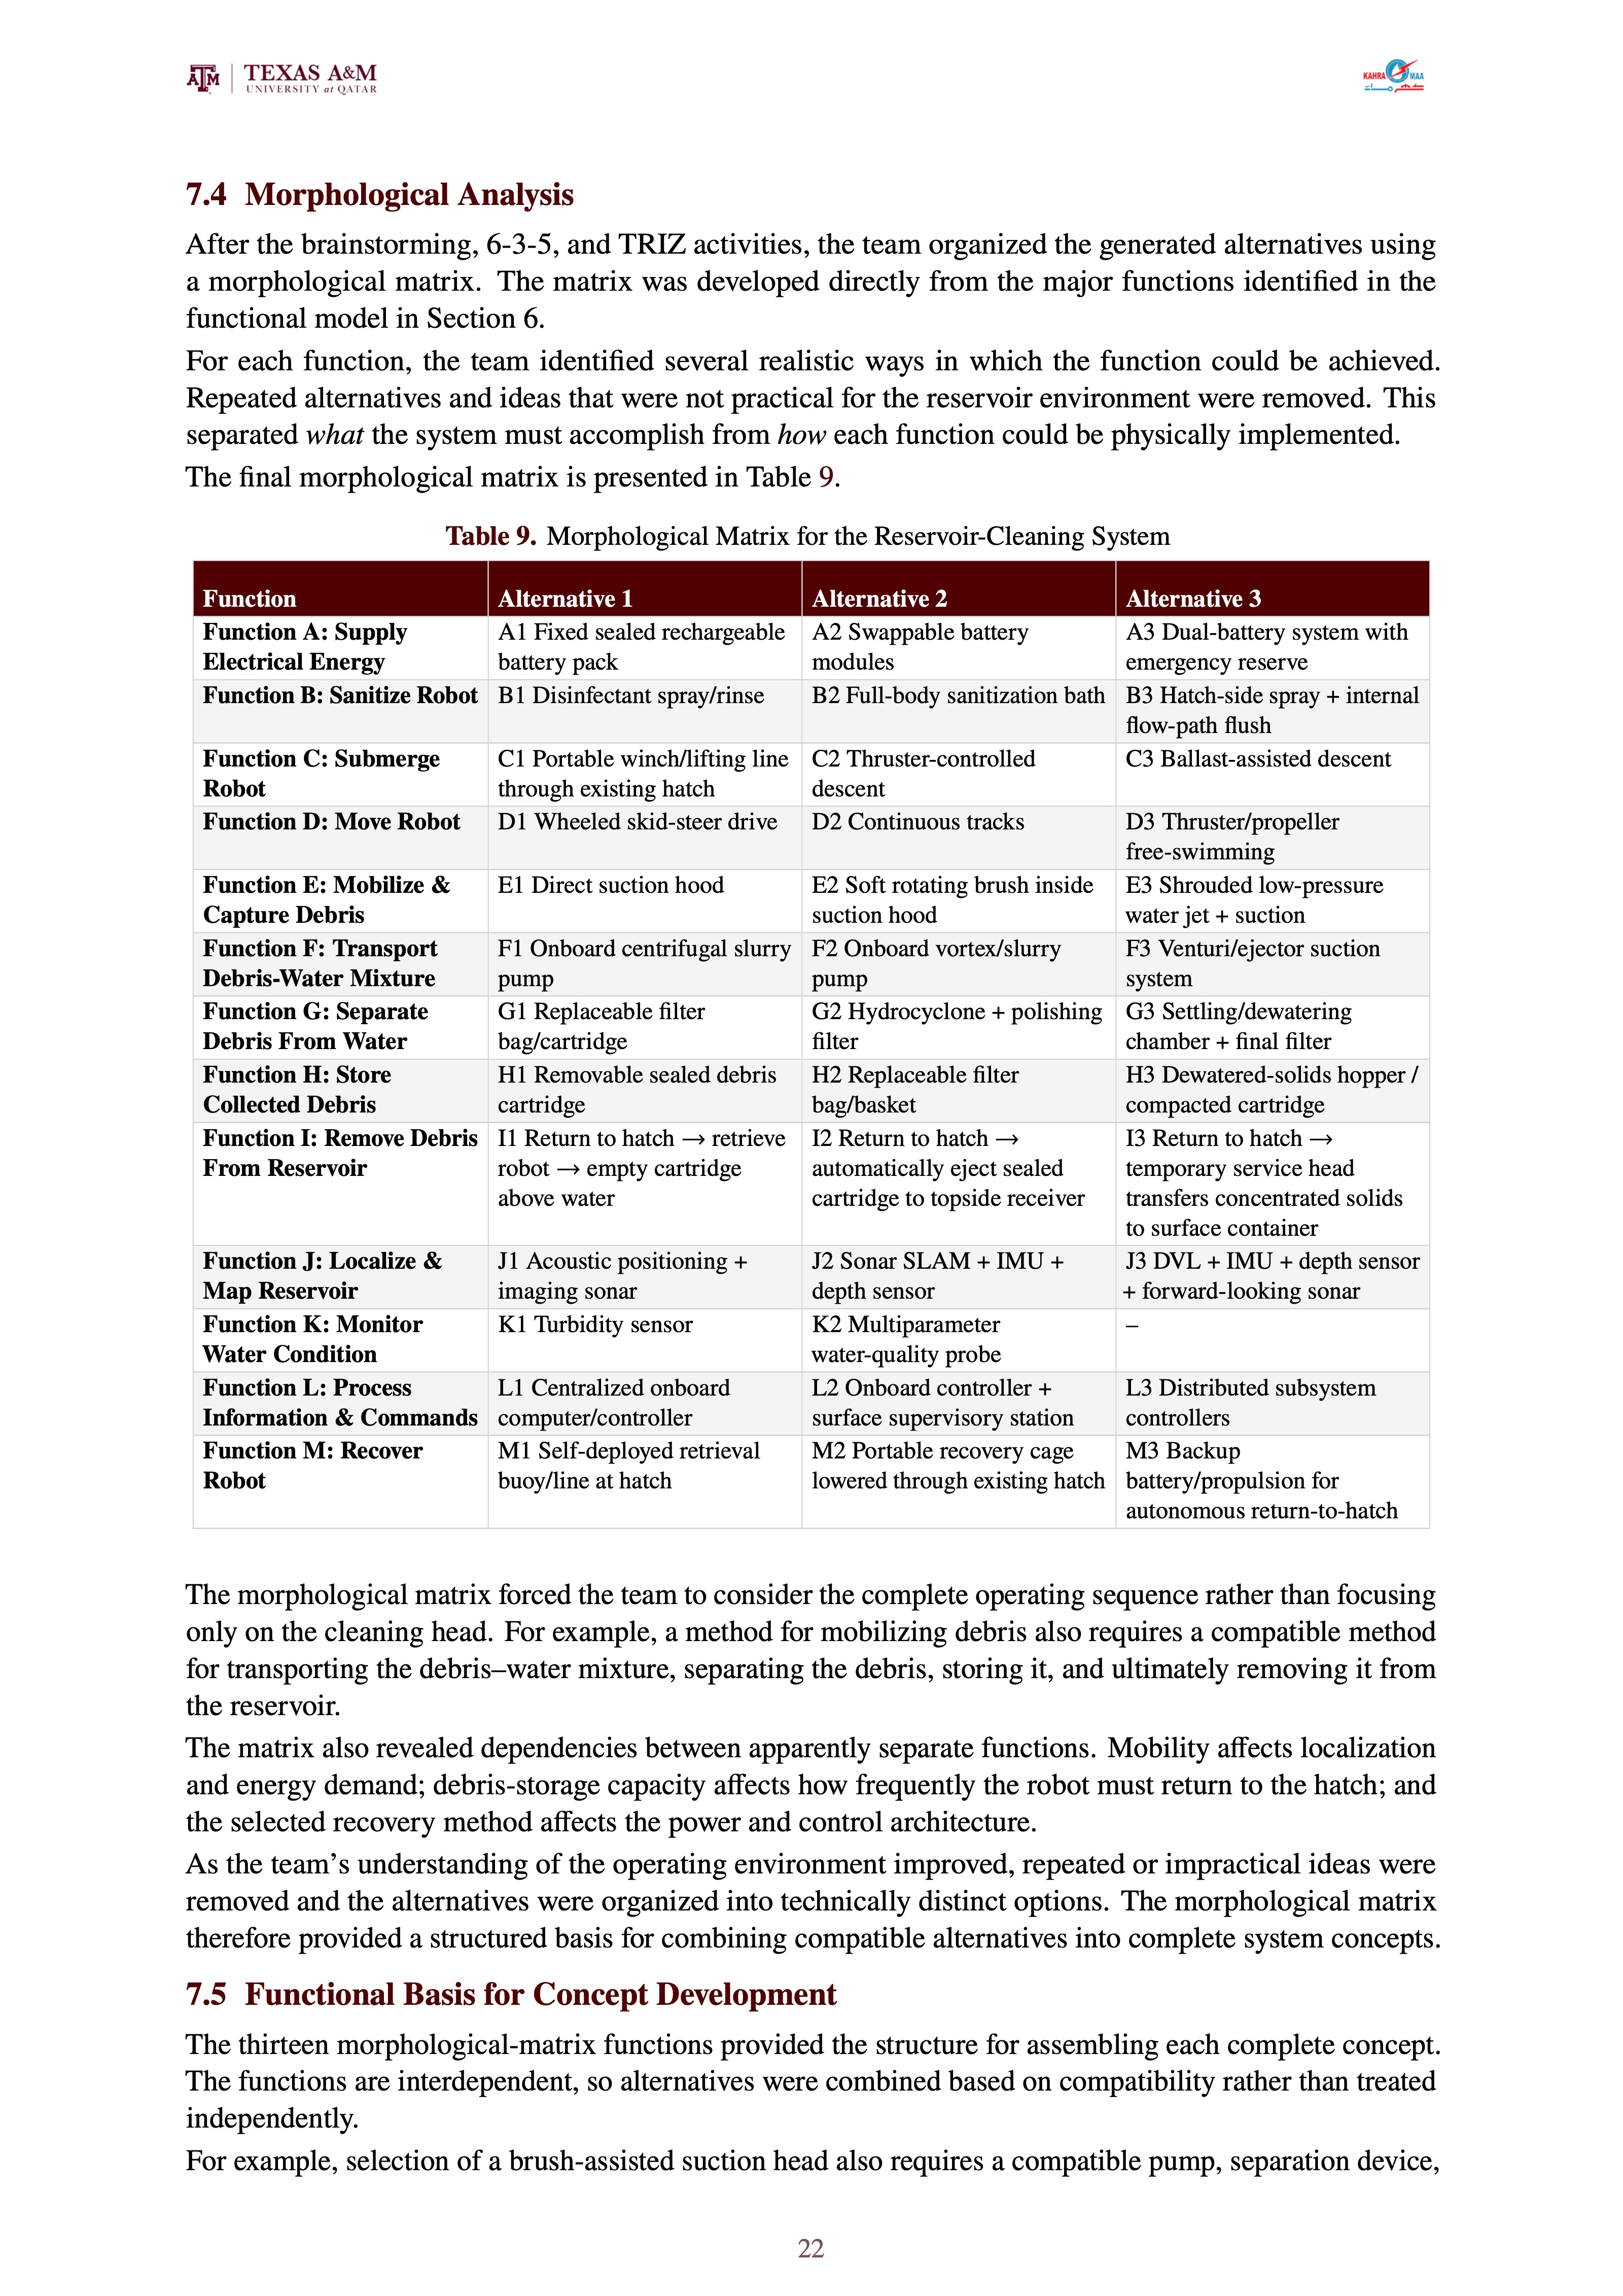 TEXAS A&M
UNIVERSITY at QATAR
KAHRA MAA
7.4 Morphological Analysis
After the brainstorming, 6-3-5, and TRIZ activities, the team organized the generated alternatives using
a morphological matrix. The matrix was developed directly from the major functions identified in the
functional model in Section 6.
For each function, the team identified several realistic ways in which the function could be achieved.
Repeated alternatives and ideas that were not practical for the reservoir environment were removed. This
separated what the system must accomplish from how each function could be physically implemented.
The final morphological matrix is presented in Table 9.
Table 9. Morphological Matrix for the Reservoir-Cleaning System
Function Alternative 1 Alternative 2 Alternative 3
Function A: Supply A1 Fixed sealed rechargeable A2 Swappable battery A3 Dual-battery system with
Electrical Energy battery pack modules emergency reserve
Function B: Sanitize Robot B1 Disinfectant spray/rinse B2 Full-body sanitization bath B3 Hatch-side spray + internal
flow-path flush
Function C: Submerge C1 Portable winch/lifting line C2 Thruster-controlled C3 Ballast-assisted descent
Robot through existing hatch descent
Function D: Move Robot D1 Wheeled skid-steer drive D2 Continuous tracks D3 Thruster/propeller
free-swimming
Function E: Mobilize & E1 Direct suction hood E2 Soft rotating brush inside E3 Shrouded low-pressure
Capture Debris suction hood water jet + suction
Function F: Transport F1 Onboard centrifugal slurry F2 Onboard vortex/slurry F3 Venturi/ejector suction
Debris-Water Mixture pump pump system
Function G: Separate G1 Replaceable filter G2 Hydrocyclone + polishing G3 Settling/dewatering
Debris From Water bag/cartridge filter chamber + final filter
Function H: Store H1 Removable sealed debris H2 Replaceable filter H3 Dewatered-solids hopper /
Collected Debris cartridge bag/basket compacted cartridge
Function I: Remove Debris I1 Return to hatch → retrieve I2 Return to hatch → I3 Return to hatch →
From Reservoir robot → empty cartridge automatically eject sealed temporary service head
above water cartridge to topside receiver transfers concentrated solids
to surface container
Function J: Localize & J1 Acoustic positioning + J2 Sonar SLAM + IMU + J3 DVL + IMU + depth sensor
Map Reservoir imaging sonar depth sensor + forward-looking sonar
Function K: Monitor K1 Turbidity sensor K2 Multiparameter –
Water Condition water-quality probe
Function L: Process L1 Centralized onboard L2 Onboard controller + L3 Distributed subsystem
Information & Commands computer/controller surface supervisory station controllers
Function M: Recover M1 Self-deployed retrieval M2 Portable recovery cage M3 Backup
Robot buoy/line at hatch lowered through existing hatch battery/propulsion for
autonomous return-to-hatch
The morphological matrix forced the team to consider the complete operating sequence rather than focusing
only on the cleaning head. For example, a method for mobilizing debris also requires a compatible method
for transporting the debris–water mixture, separating the debris, storing it, and ultimately removing it from
the reservoir.
The matrix also revealed dependencies between apparently separate functions. Mobility affects localization
and energy demand; debris-storage capacity affects how frequently the robot must return to the hatch; and
the selected recovery method affects the power and control architecture.
As the team’s understanding of the operating environment improved, repeated or impractical ideas were
removed and the alternatives were organized into technically distinct options. The morphological matrix
therefore provided a structured basis for combining compatible alternatives into complete system concepts.
7.5 Functional Basis for Concept Development
The thirteen morphological-matrix functions provided the structure for assembling each complete concept.
The functions are interdependent, so alternatives were combined based on compatibility rather than treated
independently.
For example, selection of a brush-assisted suction head also requires a compatible pump, separation device,
22